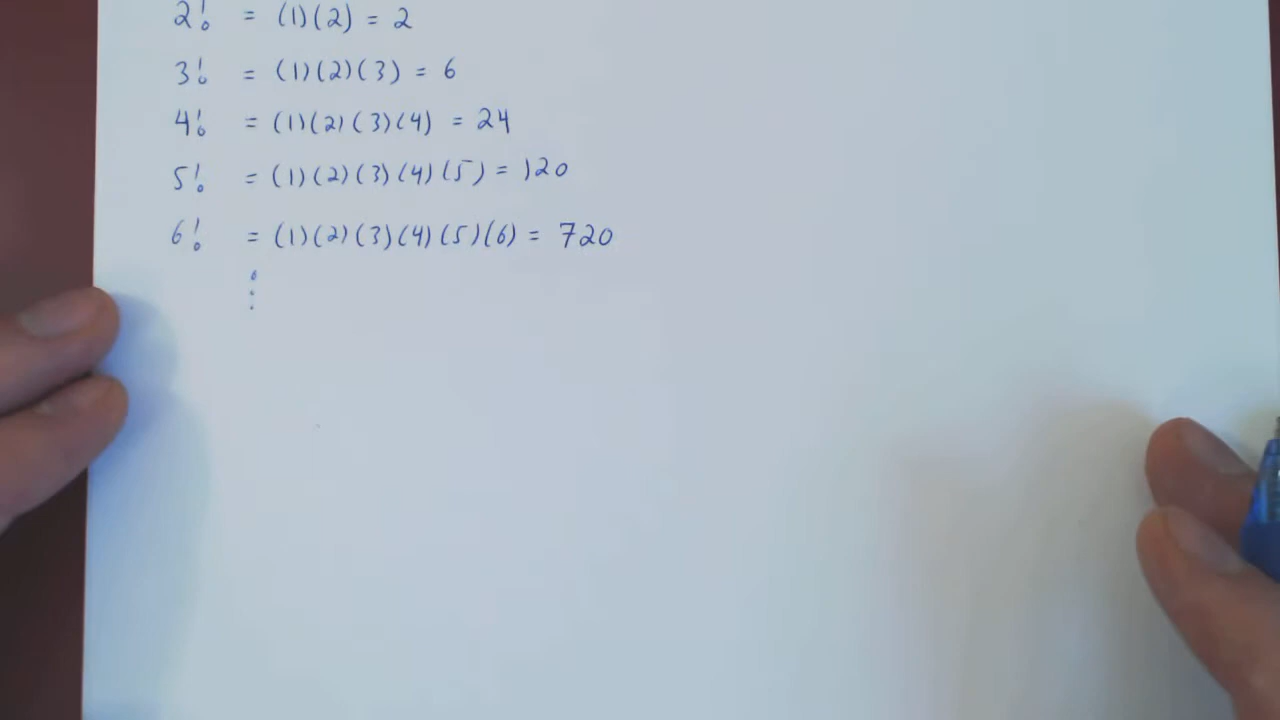 2! = (1)(2) = 2
3! = (1)(2)(3) = 6
4! = (1)(2)(3)(4) = 24
5! = (1)(2)(3)(4)(5) = 120
6! = (1)(2)(3)(4)(5)(6) = 720
⋮